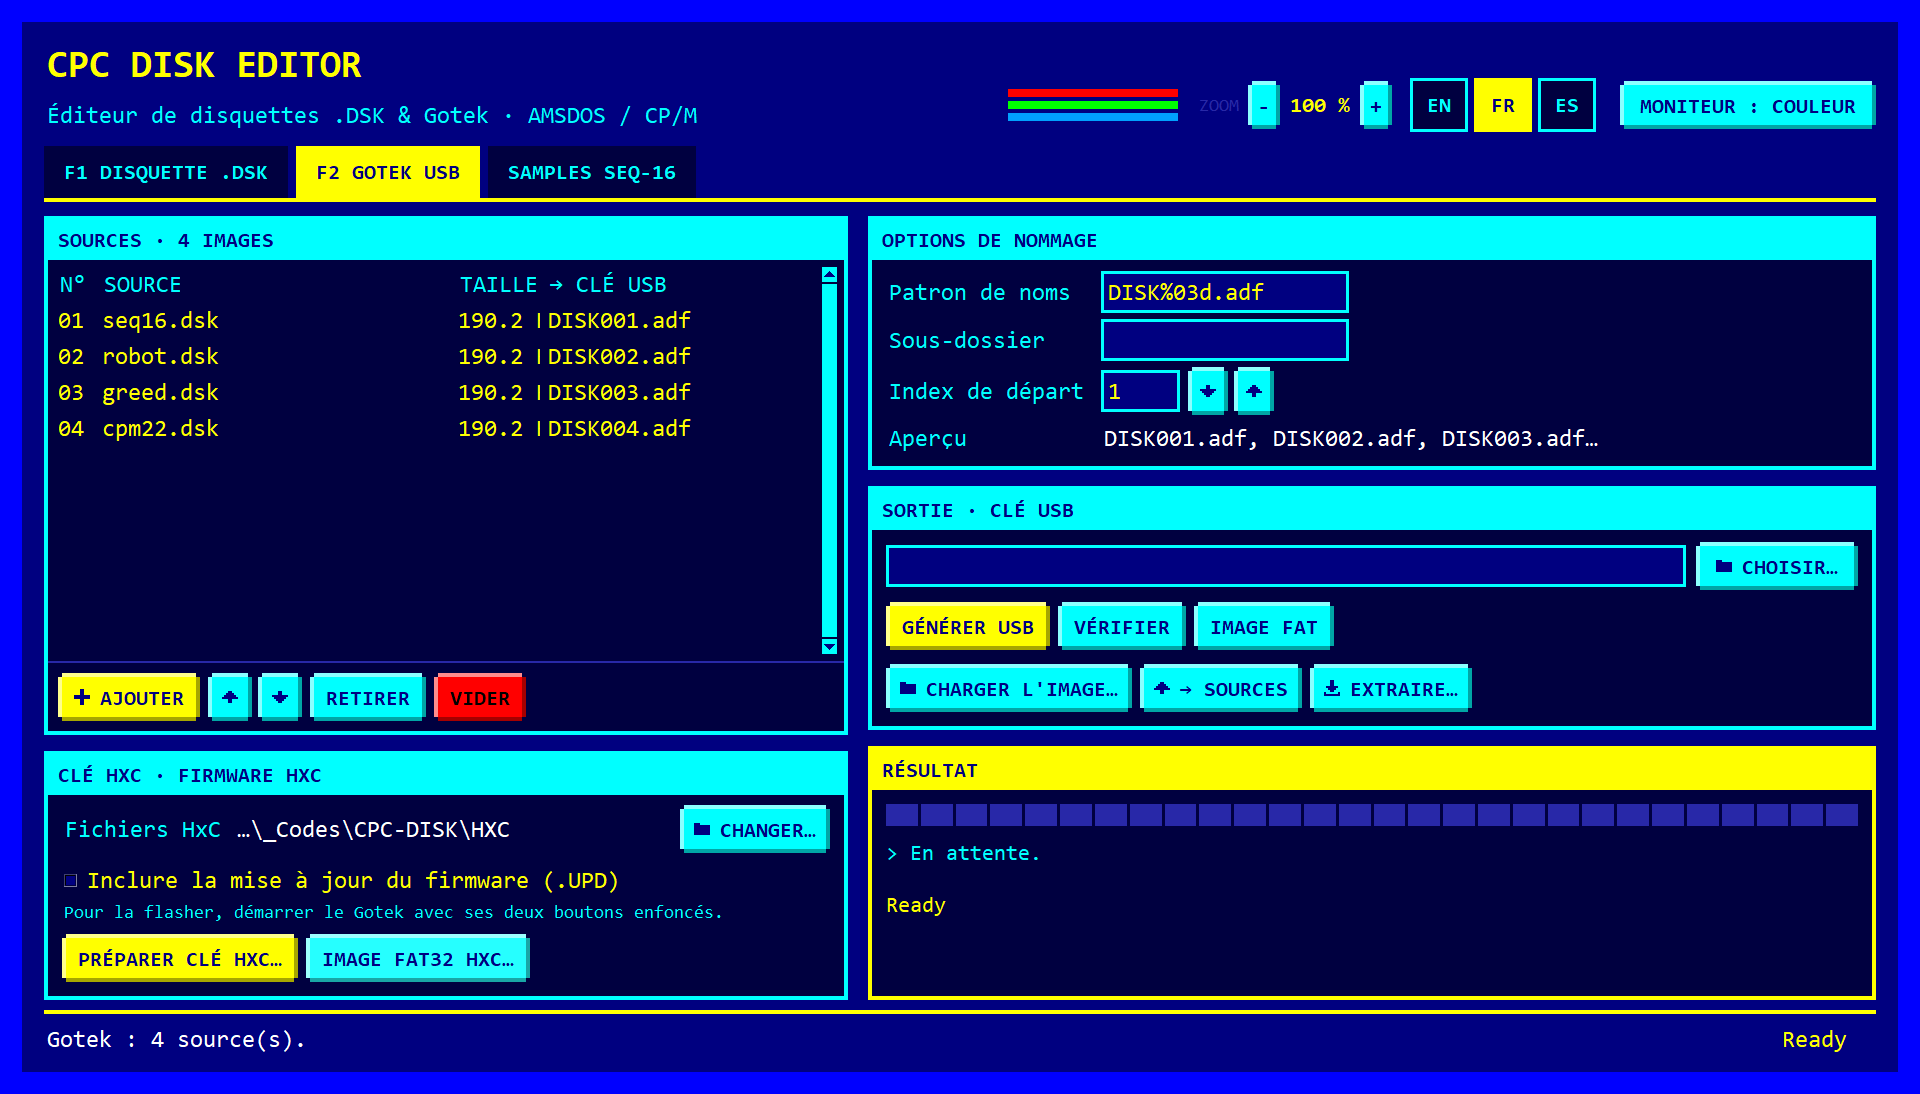 CPC DISK EDITOR
Éditeur de disquettes .DSK & Gotek · AMSDOS / CP/M
ZOOM - 100 % + EN FR ES MONITEUR : COULEUR
F1 DISQUETTE .DSK F2 GOTEK USB SAMPLES SEQ-16
SOURCES · 4 IMAGES
N° SOURCE TAILLE → CLÉ USB
01 seq16.dsk 190.2 DISK001.adf
02 robot.dsk 190.2 DISK002.adf
03 greed.dsk 190.2 DISK003.adf
04 cpm22.dsk 190.2 DISK004.adf
+ AJOUTER RETIRER VIDER
CLÉ HXC · FIRMWARE HXC
Fichiers HxC …\_Codes\CPC-DISK\HXC CHANGER…
Inclure la mise à jour du firmware (.UPD)
Pour la flasher, démarrer le Gotek avec ses deux boutons enfoncés.
PRÉPARER CLÉ HXC… IMAGE FAT32 HXC…
OPTIONS DE NOMMAGE
Patron de noms DISK%03d.adf
Sous-dossier
Index de départ 1
Aperçu DISK001.adf, DISK002.adf, DISK003.adf…
SORTIE · CLÉ USB
CHOISIR…
GÉNÉRER USB VÉRIFIER IMAGE FAT
CHARGER L'IMAGE… → SOURCES EXTRAIRE…
RÉSULTAT
> En attente.
Ready
Gotek : 4 source(s). Ready